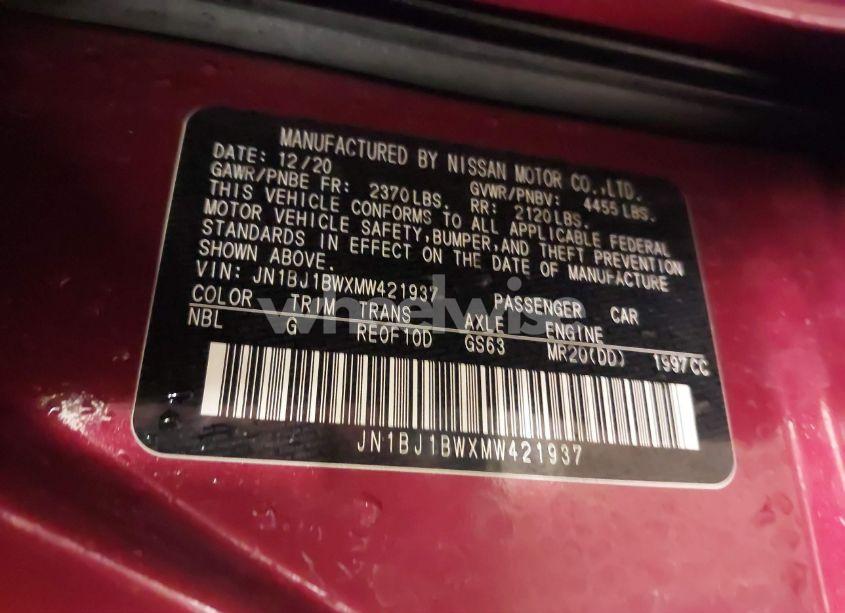 MANUFACTURED BY NISSAN MOTOR CO.,LTD.
DATE: 12/20
GAWR/PNBE FR: 2370LBS. GVWR/PNBV: 4455LBS.
RR: 2120LBS.
THIS VEHICLE CONFORMS TO ALL APPLICABLE FEDERAL
MOTOR VEHICLE SAFETY,BUMPER,AND THEFT PREVENTION
STANDARDS IN EFFECT ON THE DATE OF MANUFACTURE
SHOWN ABOVE.
VIN: JN1BJ1BWXMW421937 PASSENGER CAR
COLOR TRIM TRANS AXLE ENGINE
NBL G RE0F10D GS63 MR20(DD) 1997CC
JN1BJ1BWXMW421937
wheelwise